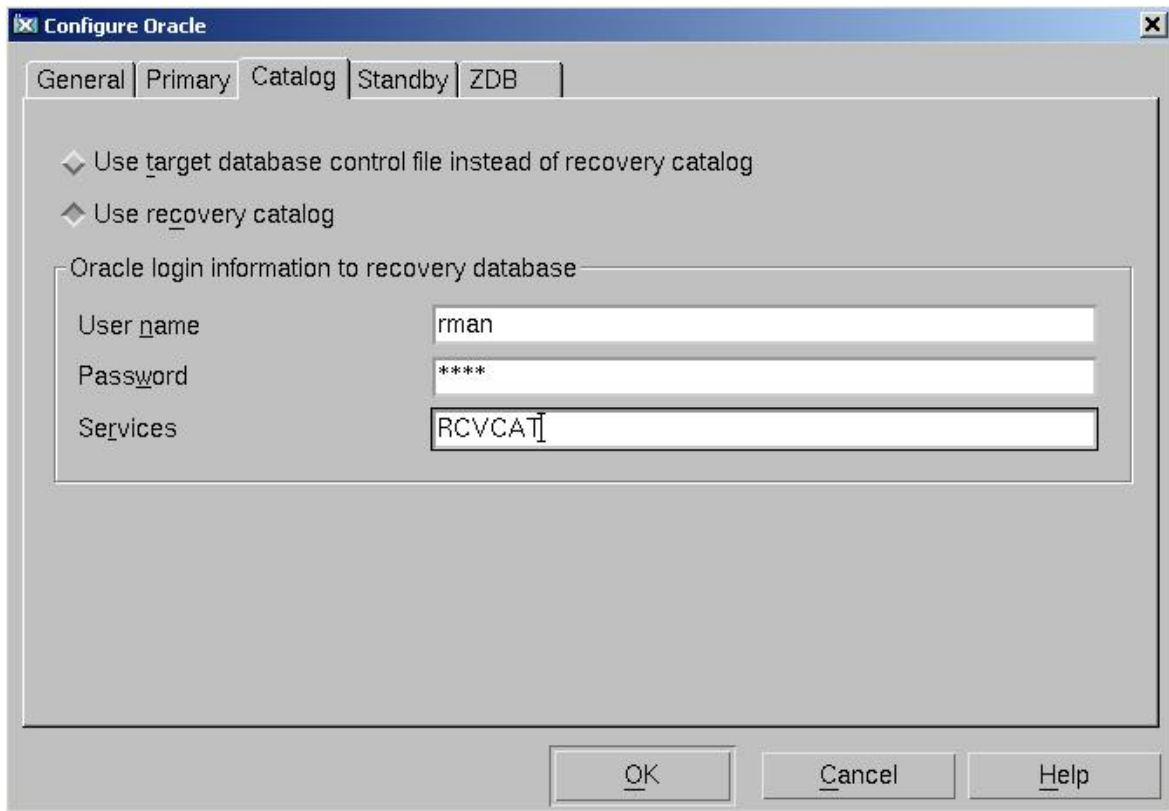 Configure Oracle
General Primary Catalog Standby ZDB
Use target database control file instead of recovery catalog
Use recovery catalog
Oracle login information to recovery database
User name rman
Password ****
Services RCVCAT
OK Cancel Help